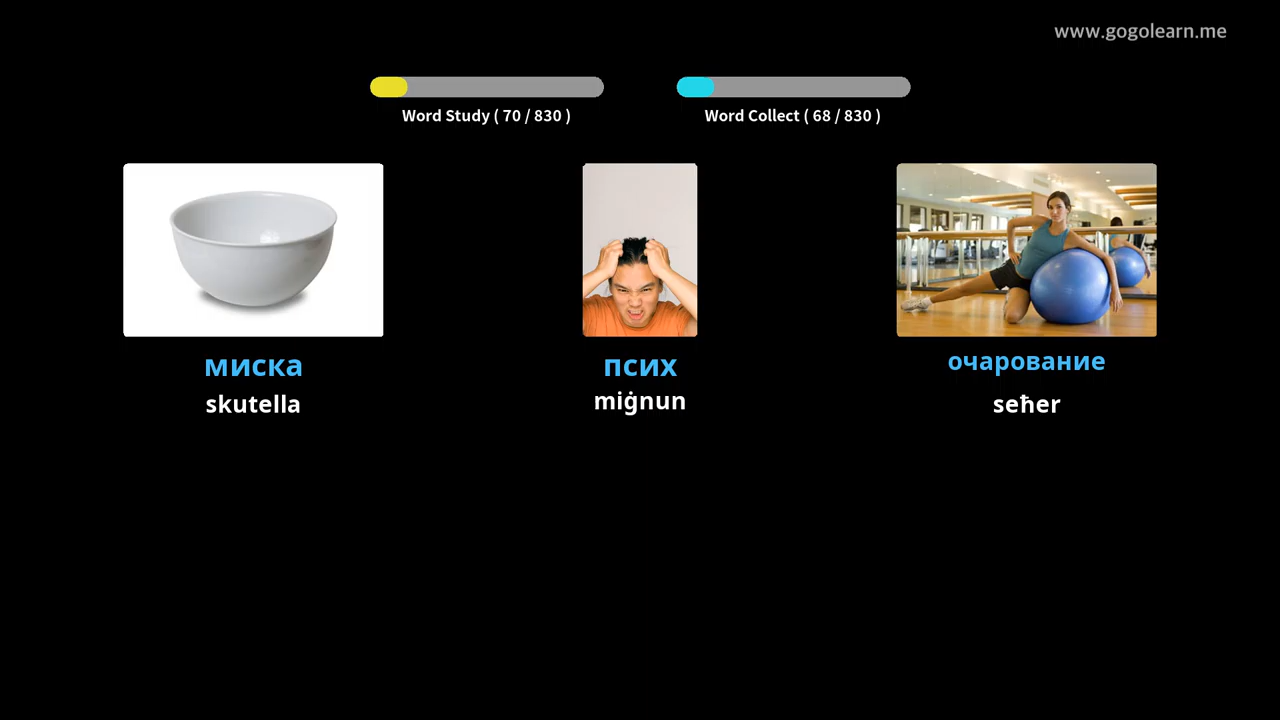 www.gogolearn.me
Word Study ( 70 / 830 )
Word Collect ( 68 / 830 )
миска
псих
очарование
skutella
miġnun
seħer